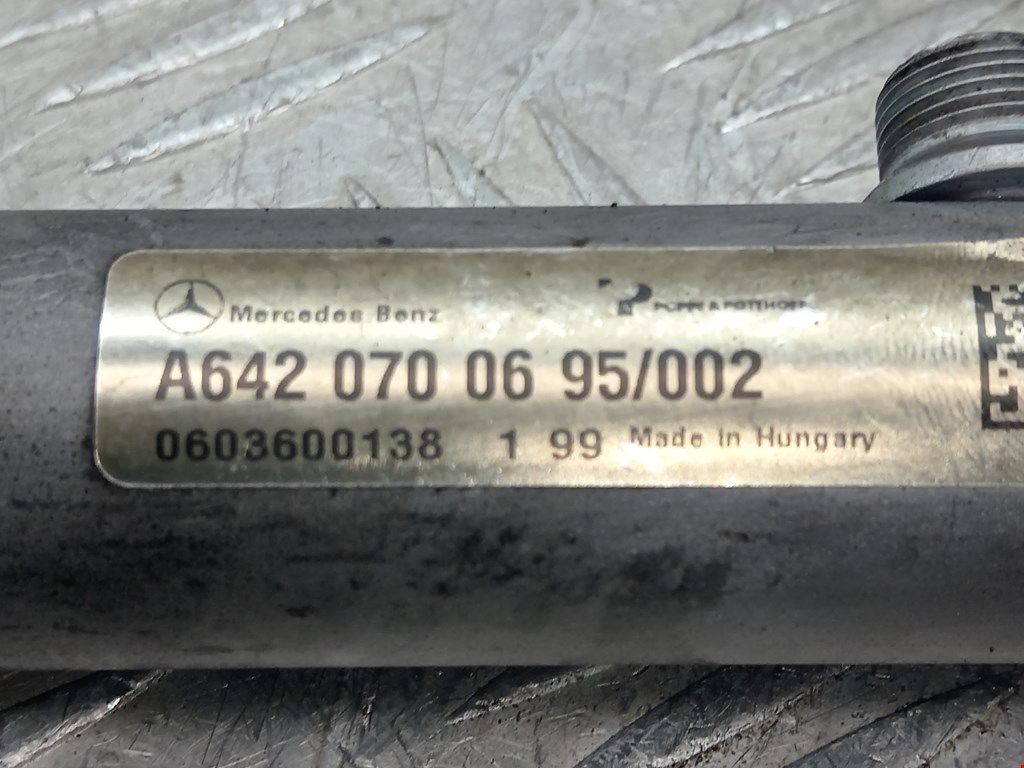 Mercedes Benz
A642 070 06 95/002
0603600138 1 99 Made in Hungary